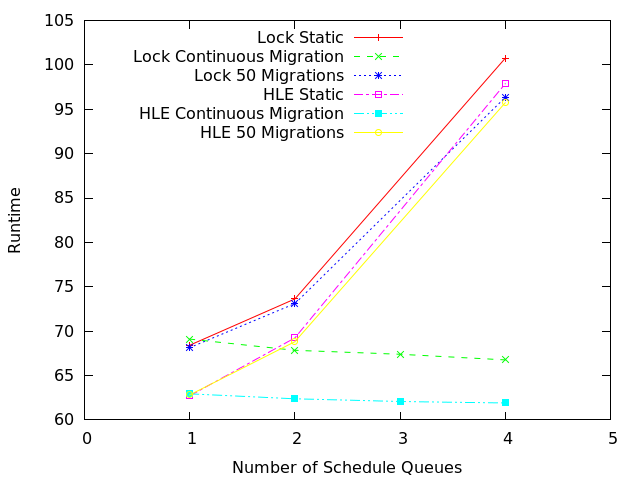 105
100
95
90
85
80
75
70
65
60
Runtime
Lock Static
Lock Continuous Migration
Lock 50 Migrations
HLE Static
HLE Continuous Migration
HLE 50 Migrations
0 1 2 3 4 5
Number of Schedule Queues